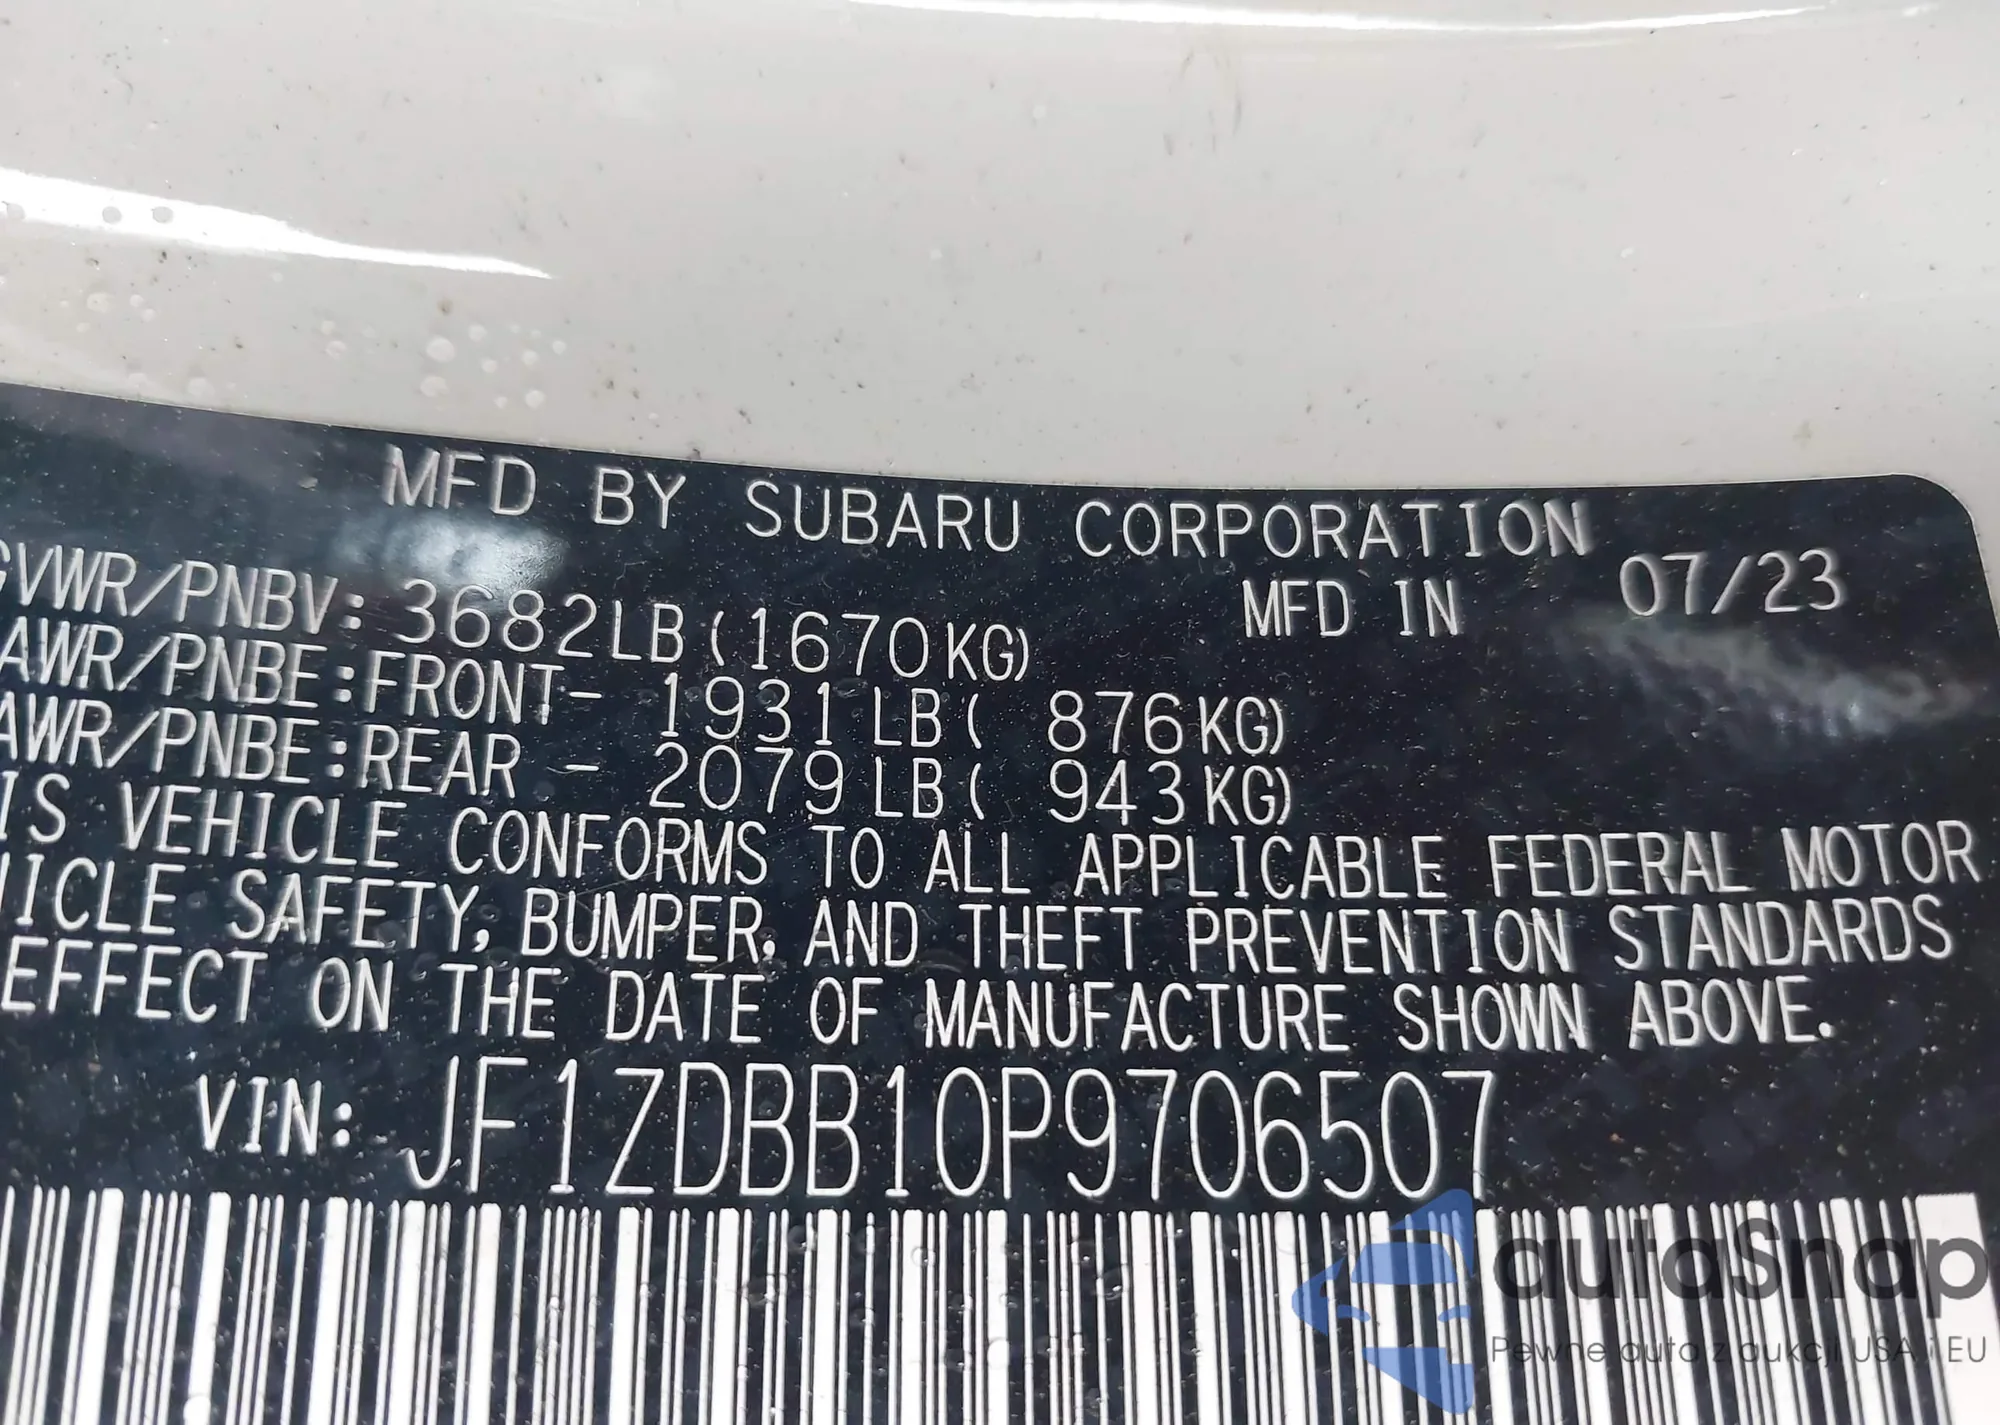 MFD BY SUBARU CORPORATION
GVWR/PNBV: 3682LB(1670KG) MFD IN 07/23
AWR/PNBE:FRONT- 1931LB( 876KG)
AWR/PNBE:REAR - 2079LB( 943KG)
IS VEHICLE CONFORMS TO ALL APPLICABLE FEDERAL MOTOR
HICLE SAFETY, BUMPER, AND THEFT PREVENTION STANDARDS
EFFECT ON THE DATE OF MANUFACTURE SHOWN ABOVE.
VIN: JF1ZDBB10P9706507
autaSnap
Pewne auta z aukcji USA i EU